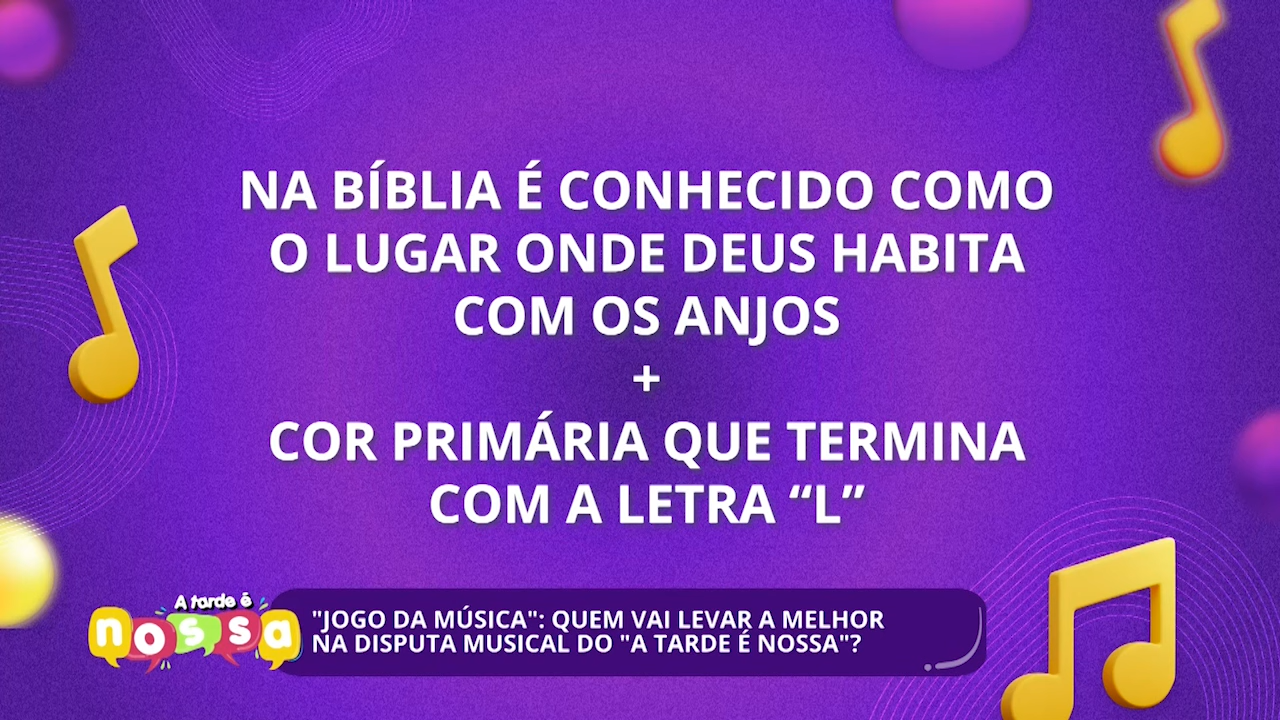 NA BÍBLIA É CONHECIDO COMO
O LUGAR ONDE DEUS HABITA
COM OS ANJOS
+
COR PRIMÁRIA QUE TERMINA
COM A LETRA “L”
A tarde é
nossa
"JOGO DA MÚSICA": QUEM VAI LEVAR A MELHOR
NA DISPUTA MUSICAL DO "A TARDE É NOSSA"?